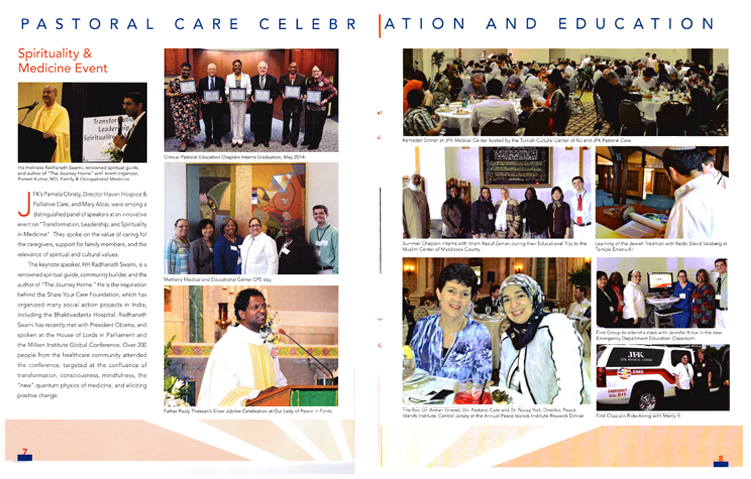 PASTORAL CARE CELEBRATION AND EDUCATION
Spirituality &
Medicine Event
Transformation
Leadership
Spirituality
His Holiness Radhanath Swami, renowned spiritual guide,
and author of "The Journey Home" with event organizer,
Puneet Kumar, MD, Family & Occupational Medicine
JFK's Pamela Christy, Director Haven Hospice &
Palliative Care, and Mary Aloai, were among a
distinguished panel of speakers at an innovative
event on "Transformation, Leadership, and Spirituality
in Medicine". They spoke on the value of caring for
the caregivers, support for family members, and the
relevance of spiritual and cultural values.
The keynote speaker, HH Radhanath Swami, is a
renowned spiritual guide, community builder, and the
author of "The Journey Home." He is the inspiration
behind the Share Your Care Foundation, which has
organized many social action projects in India,
including the Bhaktivedanta Hospital. Radhanath
Swami has recently met with President Obama, and
spoken at the House of Lords in Parliament and
the Milken Institute Global Conference. Over 200
people from the healthcare community attended
the conference, targeted at the confluence of
transformation, consciousness, mindfulness, the
"new" quantum physics of medicine, and eliciting
positive change.
Clinical Pastoral Education Chaplain Interns Graduation, May 2014.
Matheny Medical and Educational Center CPE day.
Father Pauly Thekkan's Silver Jubilee Celebration at Our Lady of Peace in Fords.
7
Ramadan Dinner at JFK Medical Center hosted by the Turkish Cultural Center of NJ and JFK Pastoral Care.
Summer Chaplain Interns with Imam Raouf Zaman during their Educational Trip to the
Muslim Center of Middlesex County.
Learning of the Jewish Tradition with Rabbi David Vaisberg at
Temple Emanu-El.
The Rev. Dr. Armen Grigsel, Dir. Pastoral Care and Dr. Nuray Yurt, Director, Peace
Islands Institute, Central Jersey at the Annual Peace Islands Institute Rewards Dinner.
First Group to attend a class with Jennifer Knox in the new
Emergency Department Education Classroom.
JFK
JFK Medical Center
EMS
911
First Chaplain Ride-Along with Mercy 9.
8